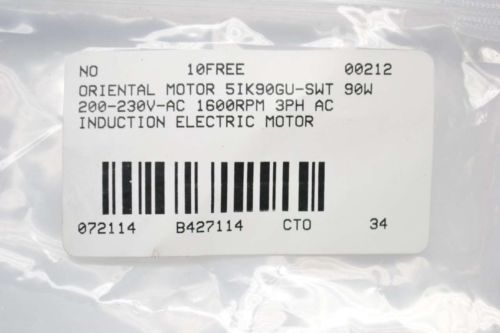 NO 10FREE 00212
ORIENTAL MOTOR 5IK90GU-SWT 90W
200-230V-AC 1600RPM 3PH AC
INDUCTION ELECTRIC MOTOR
072114 B427114 CTO 34